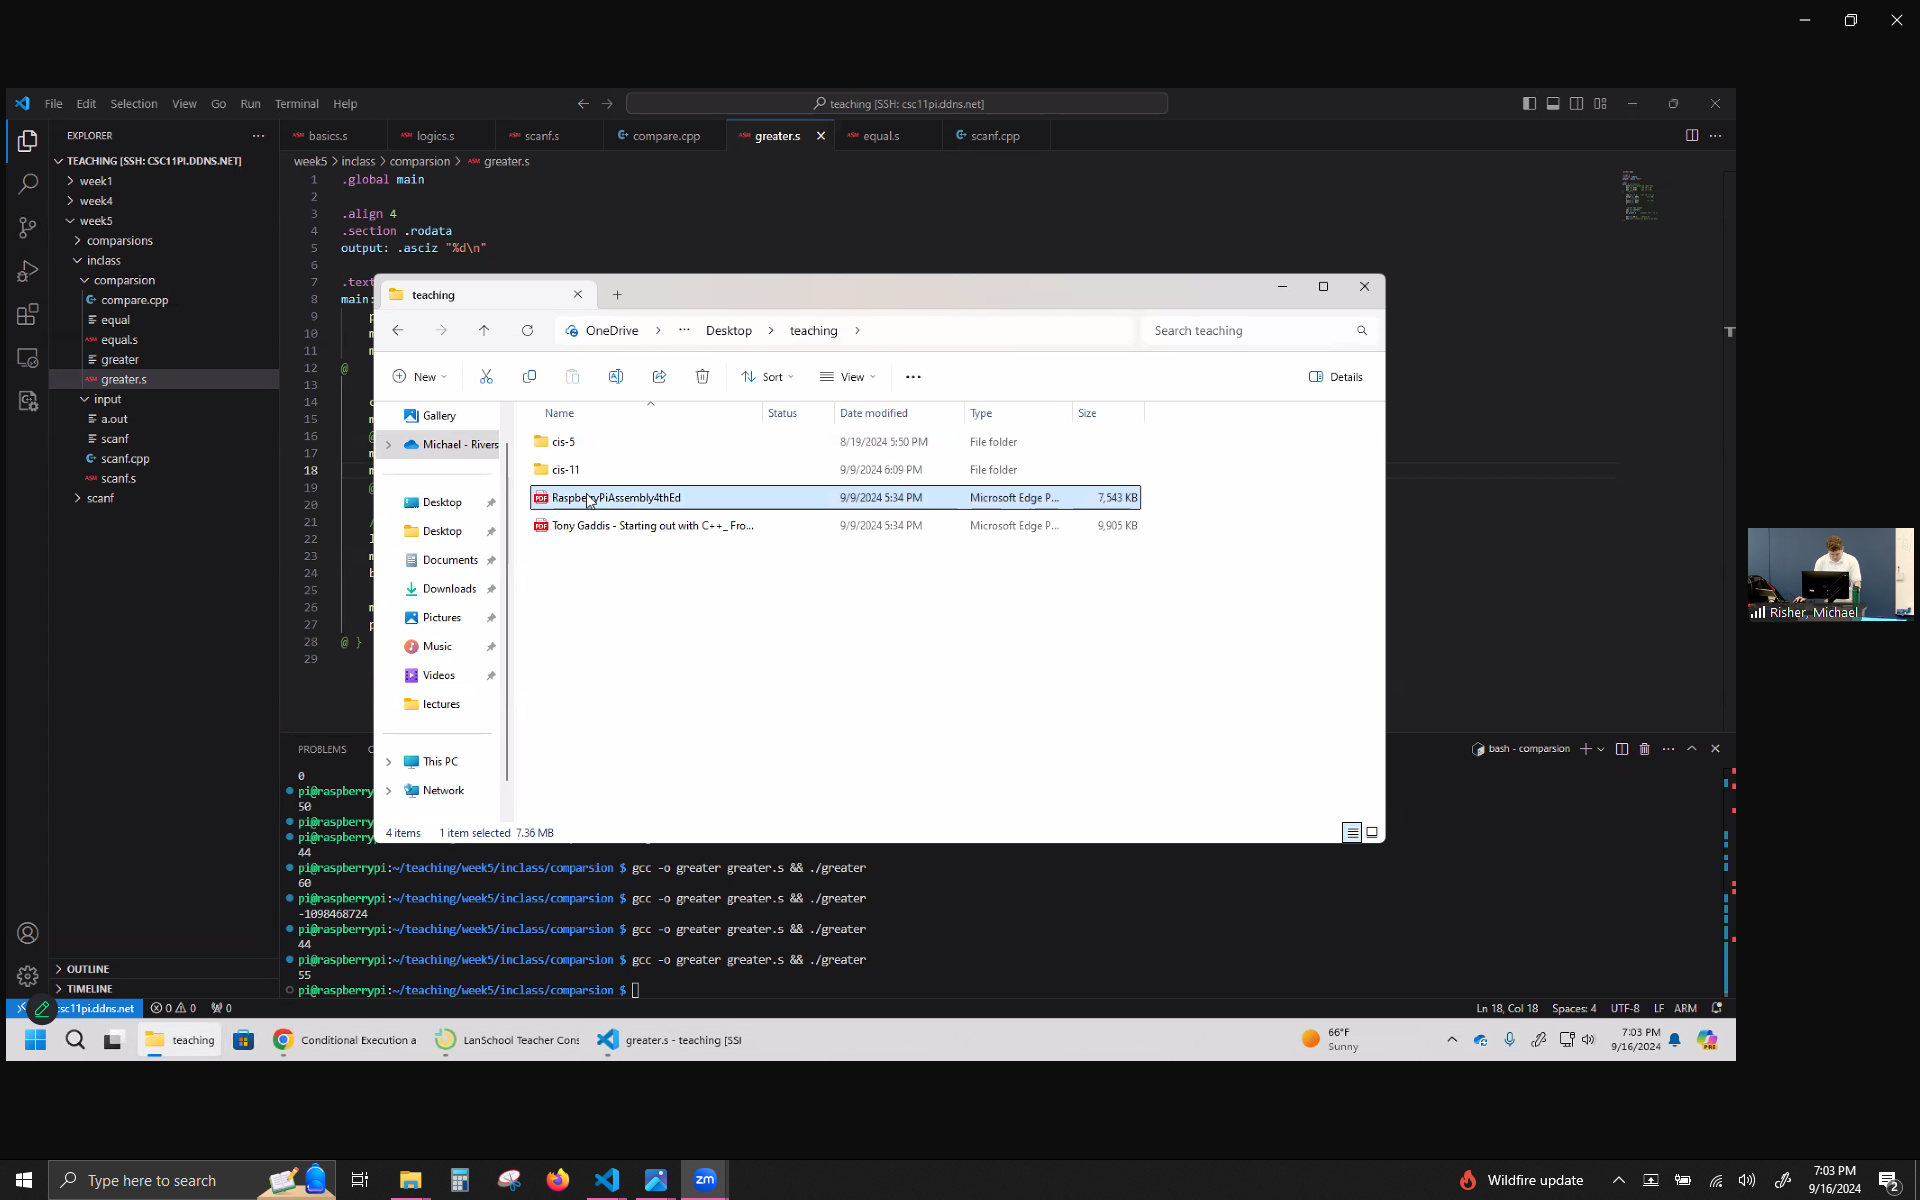 File Edit Selection View Go Run Terminal Help
teaching [SSH: csc11pi.ddns.net]
EXPLORER
basics.s
logics.s
scanf.s
compare.cpp
greater.s
equal.s
scanf.cpp
TEACHING [SSH: CSC11PI.DDNS.NET]
week1
week4
week5
comparsions
inclass
comparsion
compare.cpp
equal
equal.s
greater
greater.s
input
a.out
scanf
scanf.cpp
scanf.s
scanf
OUTLINE
TIMELINE
week5 > inclass > comparsion > greater.s
1 .global main
2
3 .align 4
4 .section .rodata
5 output: .asciz "%d\n"
6
7 .text
8 main:
9
10
11
12 @
13
14
15
16
17
18
19
20
21
22
23
24
25
26
27
28 @ }
29
teaching
OneDrive > ... Desktop > teaching >
Search teaching
New
Sort
View
Details
Gallery
Michael - Rivers
Desktop
Desktop
Documents
Downloads
Pictures
Music
Videos
lectures
This PC
Network
Name Status Date modified Type Size
cis-5 8/19/2024 5:50 PM File folder
cis-11 9/9/2024 6:09 PM File folder
RaspberryPiAssembly4thEd 9/9/2024 5:34 PM Microsoft Edge P... 7,543 KB
Tony Gaddis - Starting out with C++_ Fro... 9/9/2024 5:34 PM Microsoft Edge P... 9,905 KB
4 items 1 item selected 7.36 MB
PROBLEMS
bash - comparsion
0
pi@raspberry
50
pi@raspberry
pi@raspberry
44
pi@raspberrypi:~/teaching/week5/inclass/comparsion $ gcc -o greater greater.s && ./greater
60
pi@raspberrypi:~/teaching/week5/inclass/comparsion $ gcc -o greater greater.s && ./greater
-1098468724
pi@raspberrypi:~/teaching/week5/inclass/comparsion $ gcc -o greater greater.s && ./greater
44
pi@raspberrypi:~/teaching/week5/inclass/comparsion $ gcc -o greater greater.s && ./greater
55
pi@raspberrypi:~/teaching/week5/inclass/comparsion $
csc11pi.ddns.net 0 0 0
Ln 18, Col 18 Spaces: 4 UTF-8 LF ARM
teaching
Conditional Execution a
LanSchool Teacher Cons
greater.s - teaching [SSI
66°F
Sunny
7:03 PM
9/16/2024
Risher, Michael
Type here to search
zm
Wildfire update
7:03 PM
9/16/2024
2